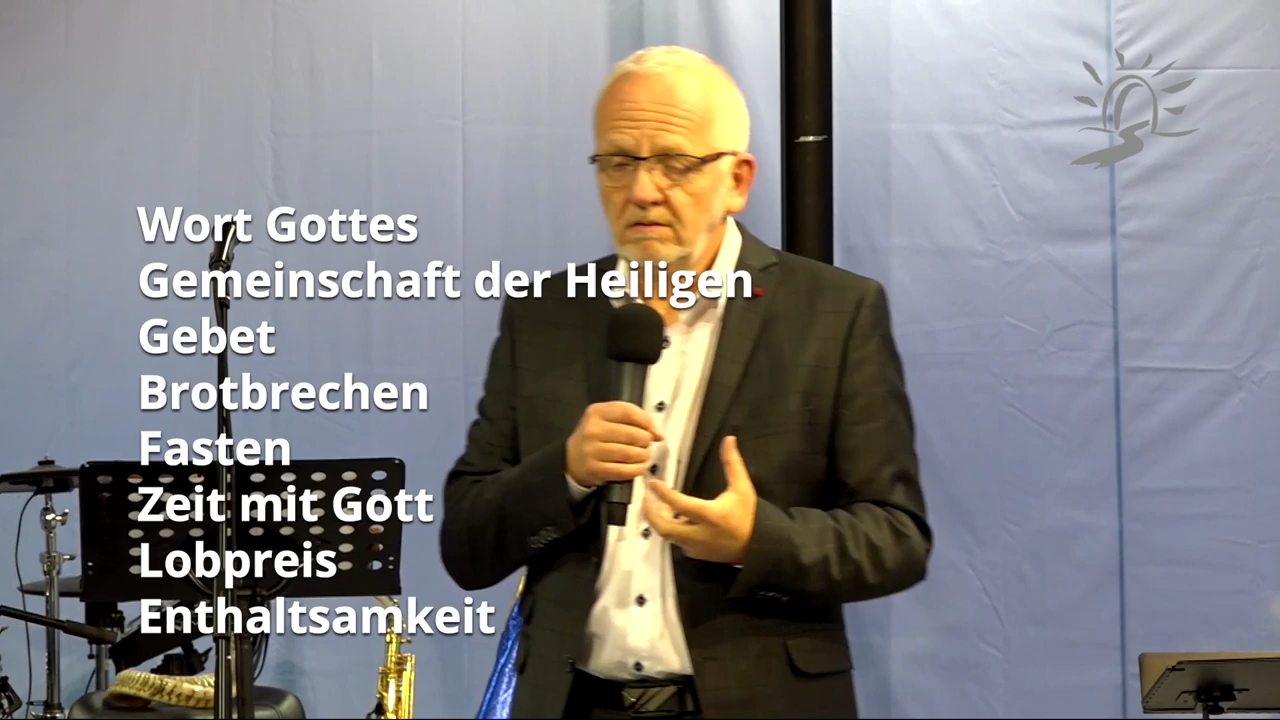 Wort Gottes
Gemeinschaft der Heiligen
Gebet
Brotbrechen
Fasten
Zeit mit Gott
Lobpreis
Enthaltsamkeit